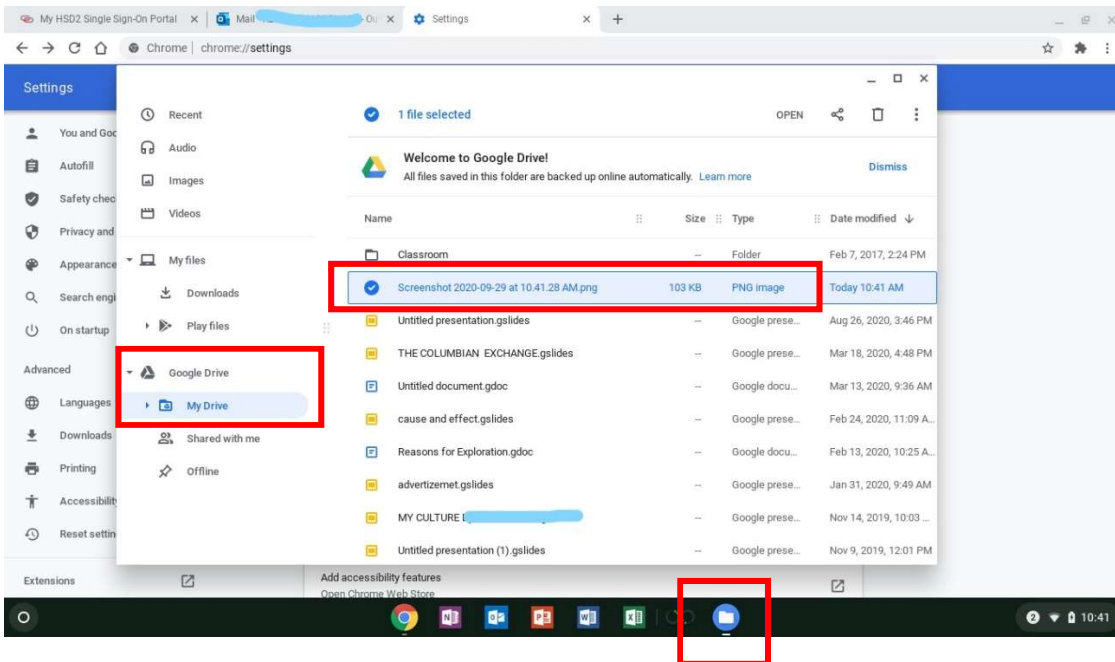 My HSD2 Single Sign-On Portal
Mail
Ou
Settings
Chrome | chrome://settings
Settings
You and Goo
Autofill
Safety chec
Privacy and
Appearance
Search engi
On startup
Advanced
Languages
Downloads
Printing
Accessibility
Reset settin
Extensions
Recent
Audio
Images
Videos
My files
Downloads
Play files
Google Drive
My Drive
Shared with me
Offline
1 file selected OPEN
Welcome to Google Drive!
All files saved in this folder are backed up online automatically. Learn more
Dismiss
Name Size Type Date modified
Classroom -- Folder Feb 7, 2017, 2:24 PM
Screenshot 2020-09-29 at 10.41.28 AM.png 103 KB PNG image Today 10:41 AM
Untitled presentation.gslides -- Google prese... Aug 26, 2020, 3:46 PM
THE COLUMBIAN EXCHANGE.gslides -- Google prese... Mar 18, 2020, 4:48 PM
Untitled document.gdoc -- Google docu... Mar 13, 2020, 9:36 AM
cause and effect.gslides -- Google prese... Feb 24, 2020, 11:09 A...
Reasons for Exploration.gdoc -- Google docu... Feb 13, 2020, 10:25 A...
advertizemet.gslides -- Google prese... Jan 31, 2020, 9:49 AM
MY CULTURE -- Google prese... Nov 14, 2019, 10:03 ...
Untitled presentation (1).gslides -- Google prese... Nov 9, 2019, 12:01 PM
Add accessibility features
Open Chrome Web Store
2 10:41